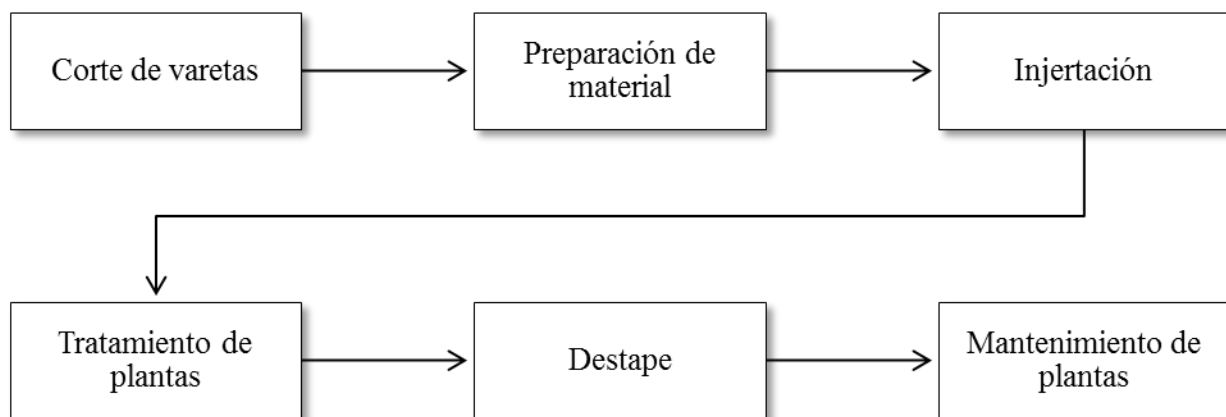 Corte de varetas
Preparación de
material
Injertación
Tratamiento de
plantas
Destape
Mantenimiento de
plantas